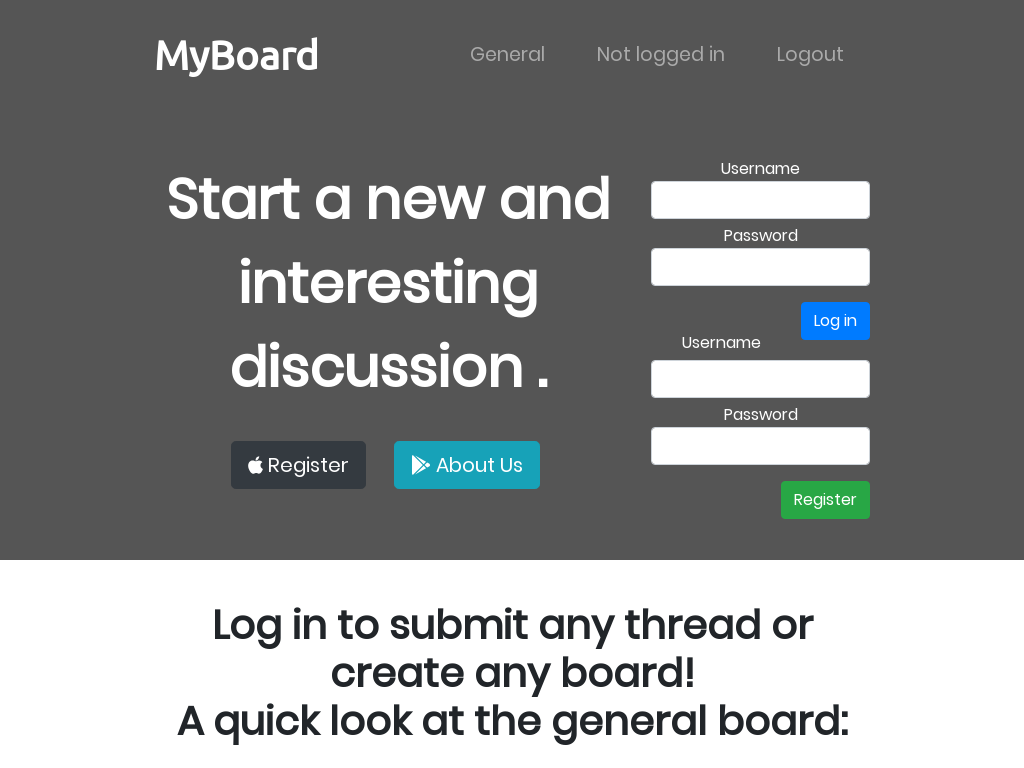 MyBoard
General
Not logged in
Logout
Start a new and
interesting
discussion .
Register
About Us
Username
Password
Log in
Username
Password
Register
Log in to submit any thread or
create any board!
A quick look at the general board: